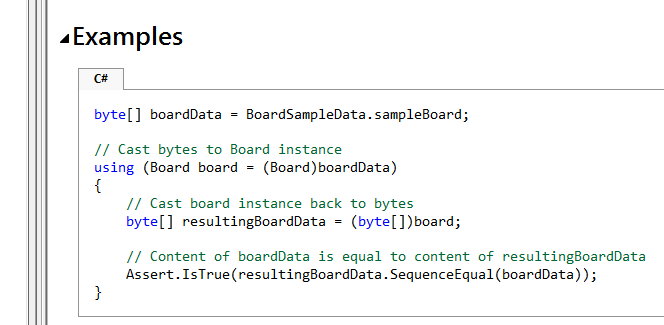 Examples
C#
byte[] boardData = BoardSampleData.sampleBoard;
// Cast bytes to Board instance
using (Board board = (Board)boardData)
{
// Cast board instance back to bytes
byte[] resultingBoardData = (byte[])board;
// Content of boardData is equal to content of resultingBoardData
Assert.IsTrue(resultingBoardData.SequenceEqual(boardData));
}